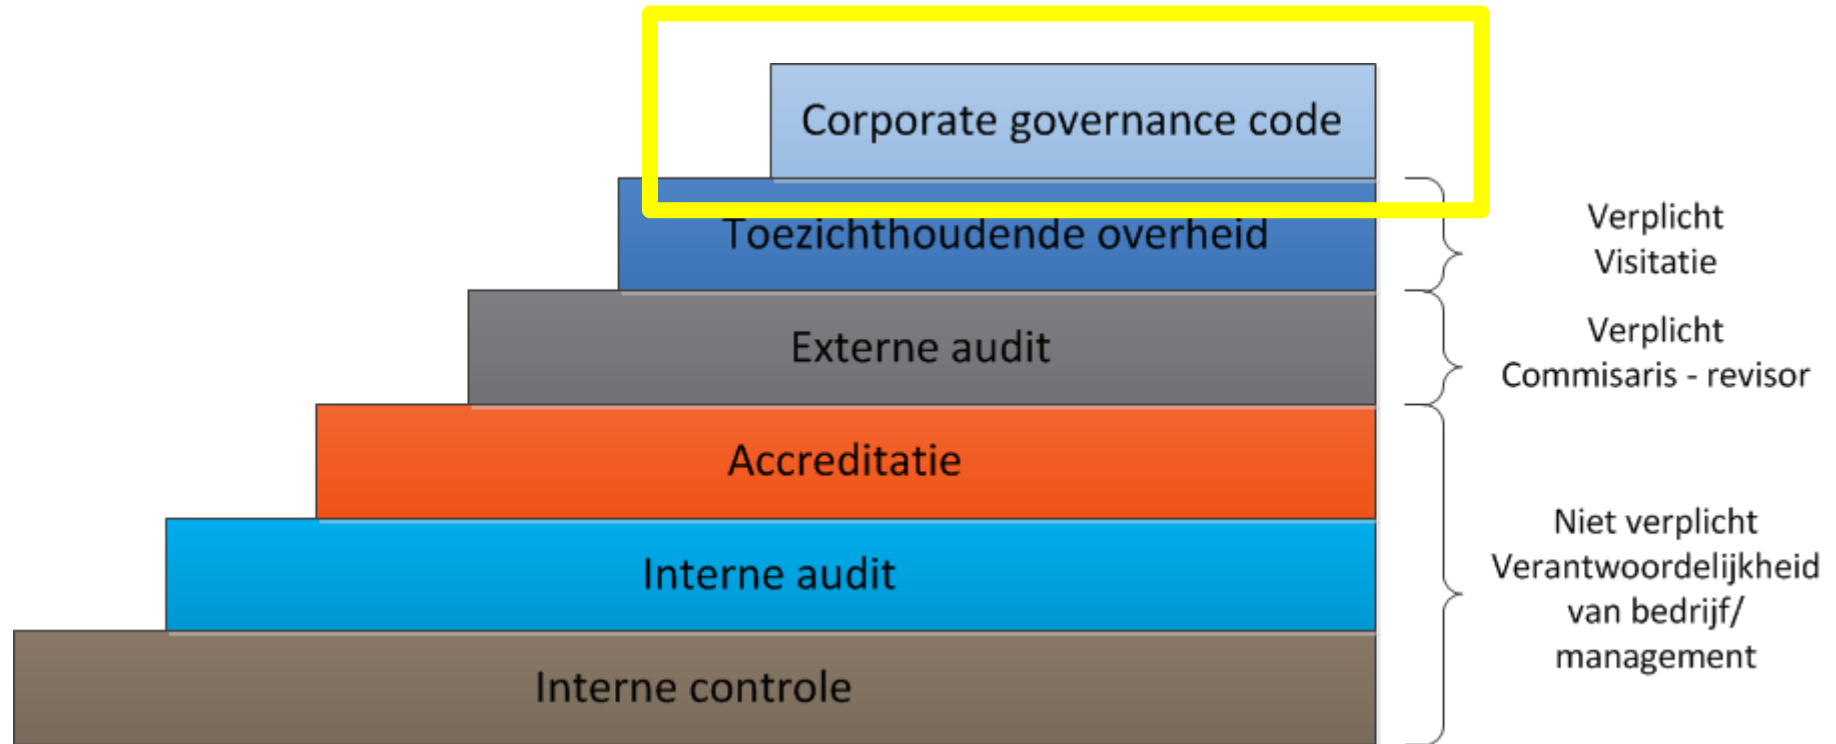 Corporate governance code
Toezichthoudende overheid
Verplicht
Visitatie
Externe audit
Verplicht
Commisaris - revisor
Accreditatie
Interne audit
Niet verplicht
Verantwoordelijkheid
van bedrijf/
management
Interne controle